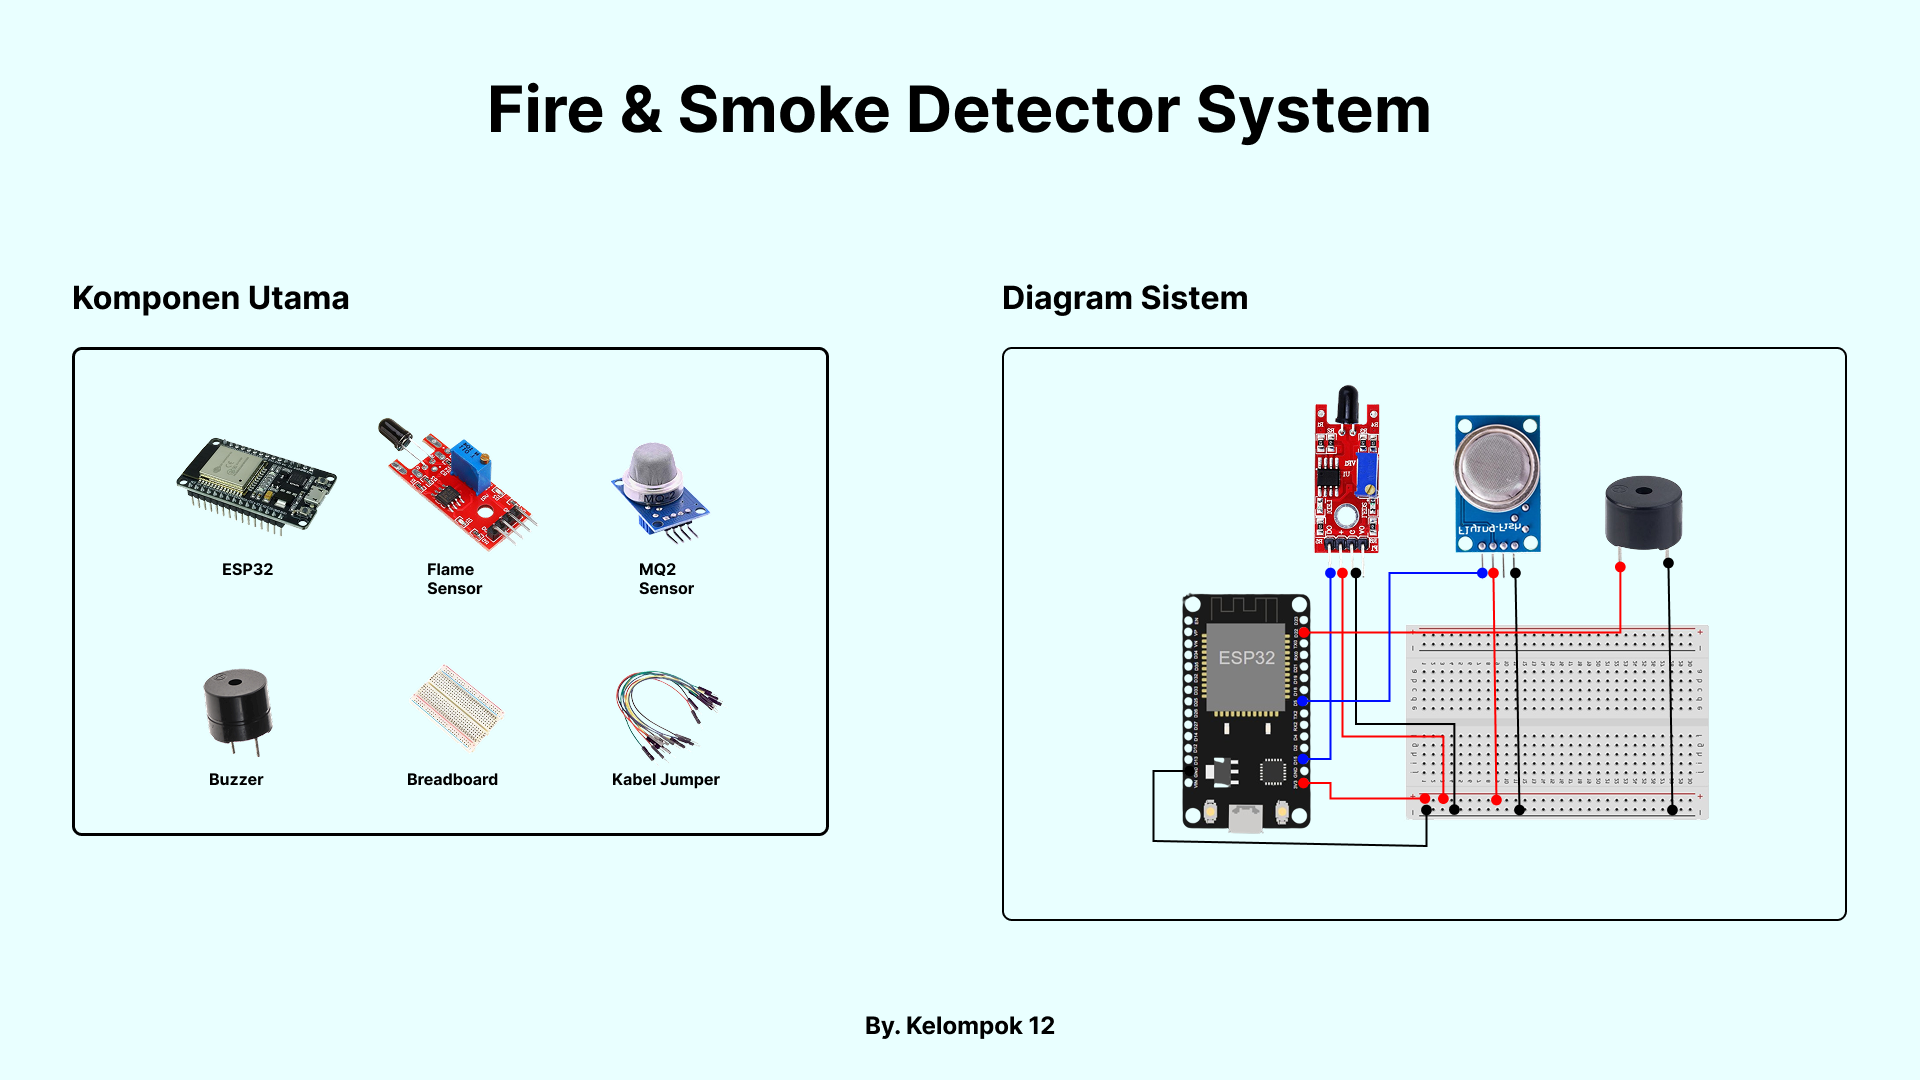 Fire & Smoke Detector System
Komponen Utama
Diagram Sistem
ESP32
Flame
Sensor
MQ2
Sensor
Buzzer
Breadboard
Kabel Jumper
ESP32
By. Kelompok 12